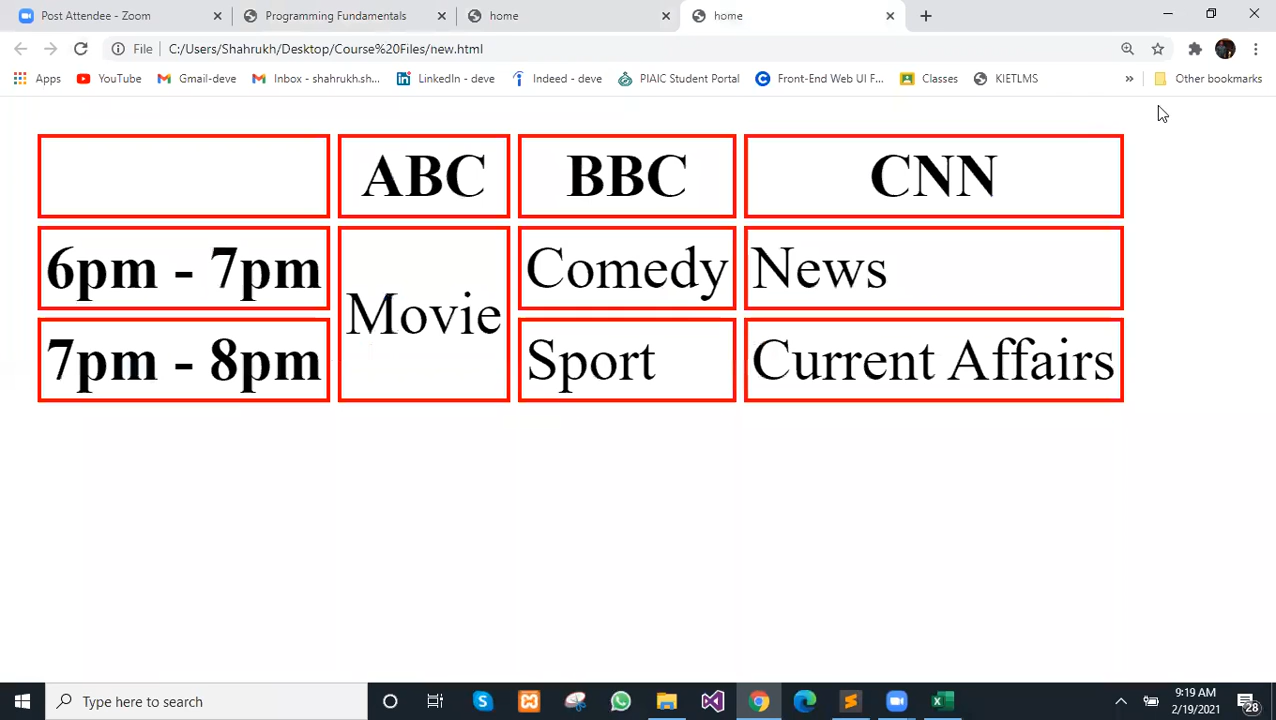 Post Attendee - Zoom
Programming Fundamentals
home
home
File
C:/Users/Shahrukh/Desktop/Course%20Files/new.html
Apps
YouTube
Gmail-deve
Inbox - shahrukh.sh...
LinkedIn - deve
Indeed - deve
PIAIC Student Portal
Front-End Web UI F...
Classes
KIETLMS
»
Other bookmarks
ABC
BBC
CNN
6pm - 7pm
Movie
Comedy
News
7pm - 8pm
Sport
Current Affairs
Type here to search
9:19 AM
2/19/2021
28